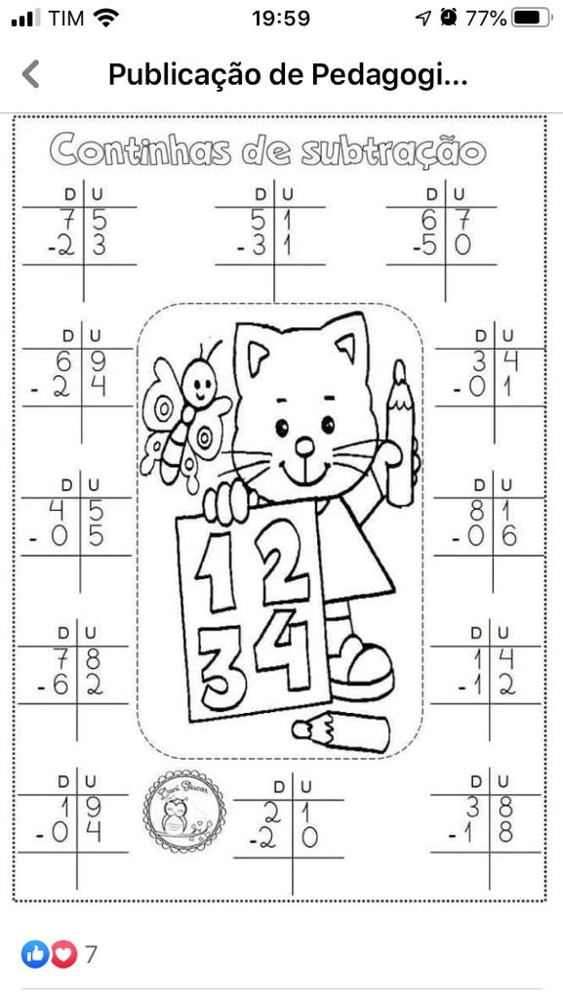 TIM 19:59 77%
Publicação de Pedagogi...
Continhas de subtração
D U D U D U
7 5 5 1 6 7
-2 3 - 3 1 -5 0
D U D U
6 9 3 4
- 2 4 - 0 1
D U D U
4 5 8 1
- 0 5 - 0 6
1 2
3 4
D U D U
7 8 1 4
- 6 2 - 1 2
D U Dani Educar D U D U
1 9 2 1 3 8
- 0 4 -2 0 - 1 8
7